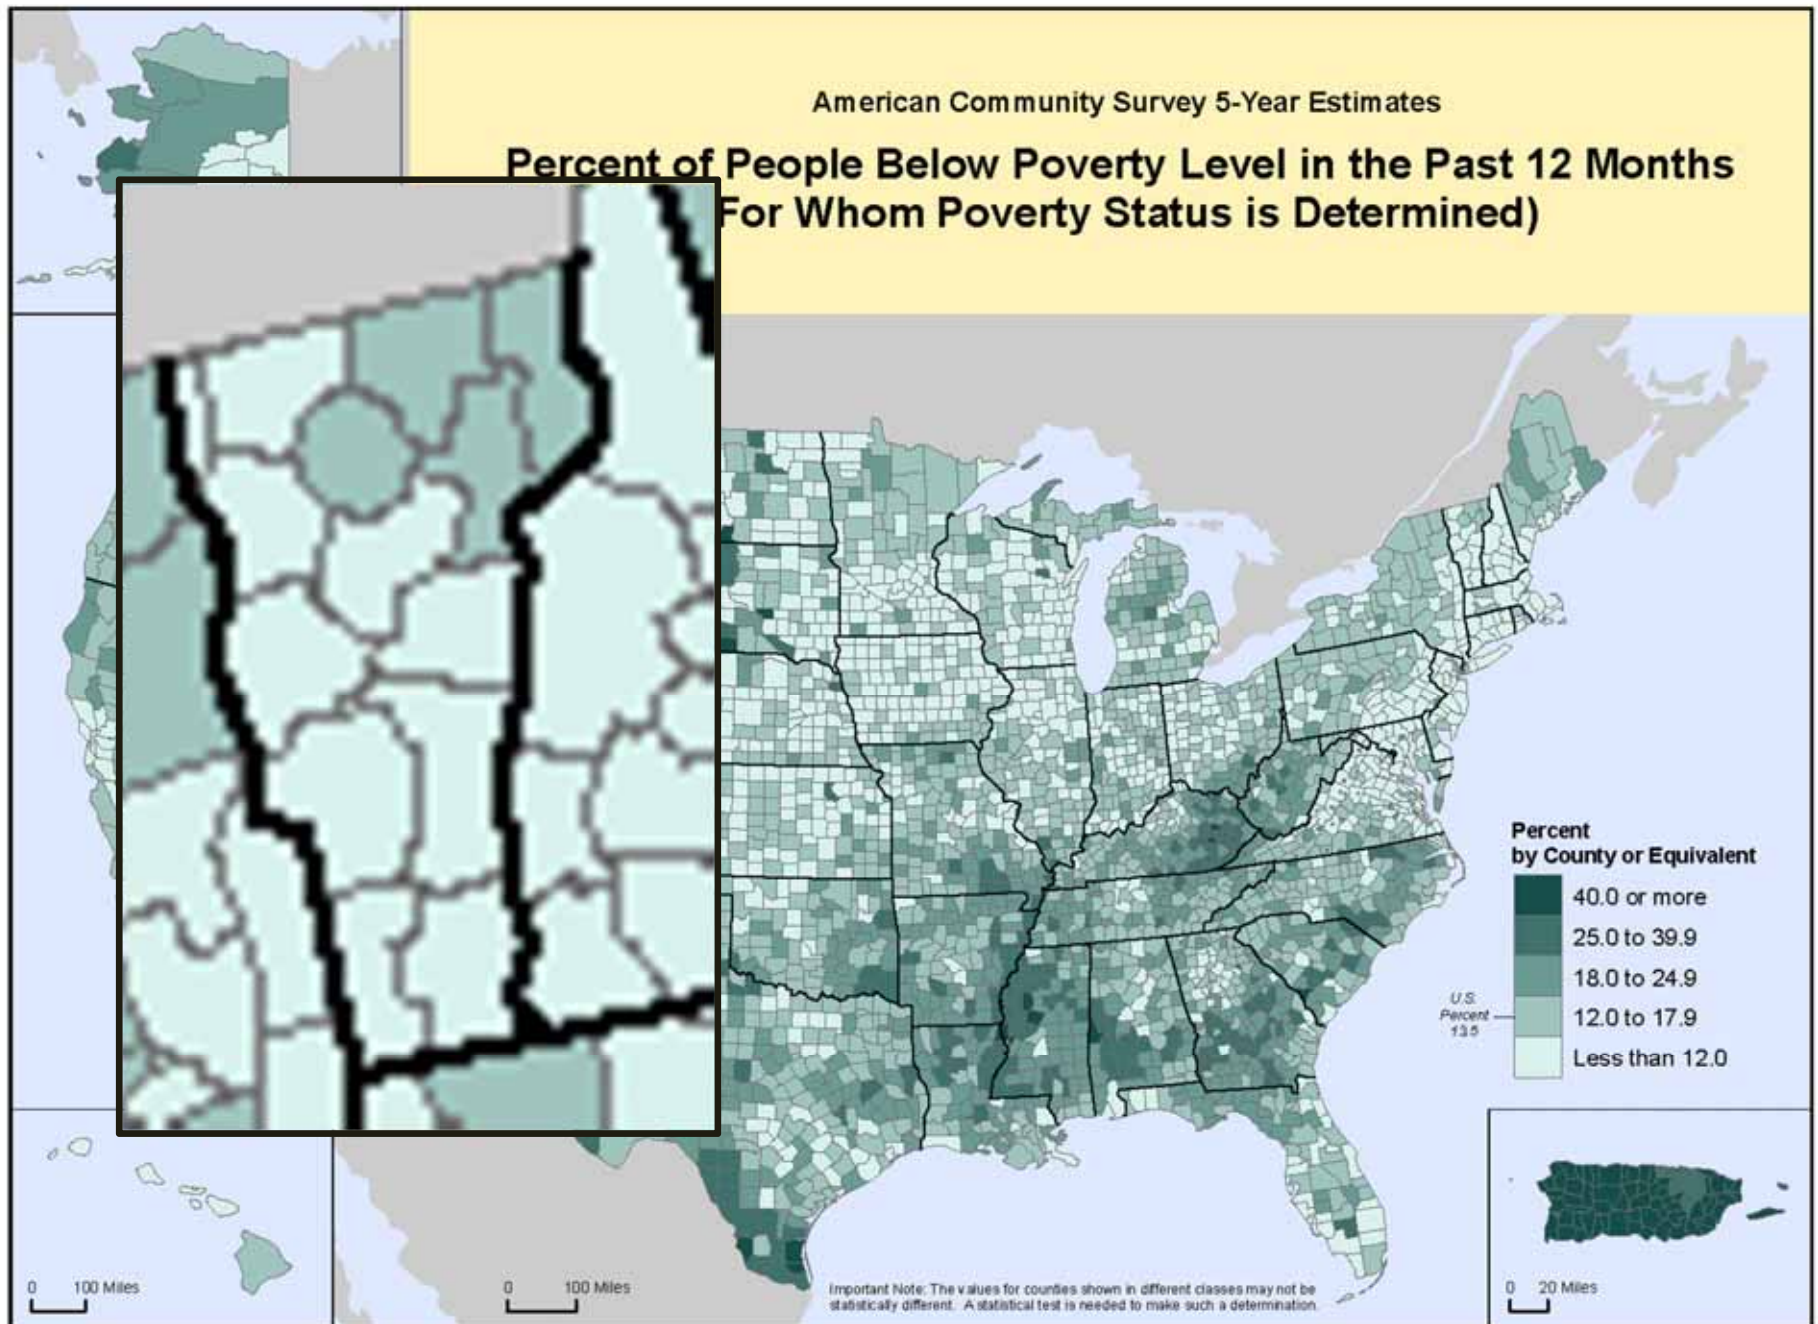 American Community Survey 5-Year Estimates
Percent of People Below Poverty Level in the Past 12 Months
For Whom Poverty Status is Determined)
Percent
by County or Equivalent
40.0 or more
25.0 to 39.9
18.0 to 24.9
12.0 to 17.9
Less than 12.0
U.S.
Percent
13.5
0 100 Miles
0 100 Miles
Important Note: The values for counties shown in different classes may not be
statistically different. A statistical test is needed to make such a determination.
0 20 Miles